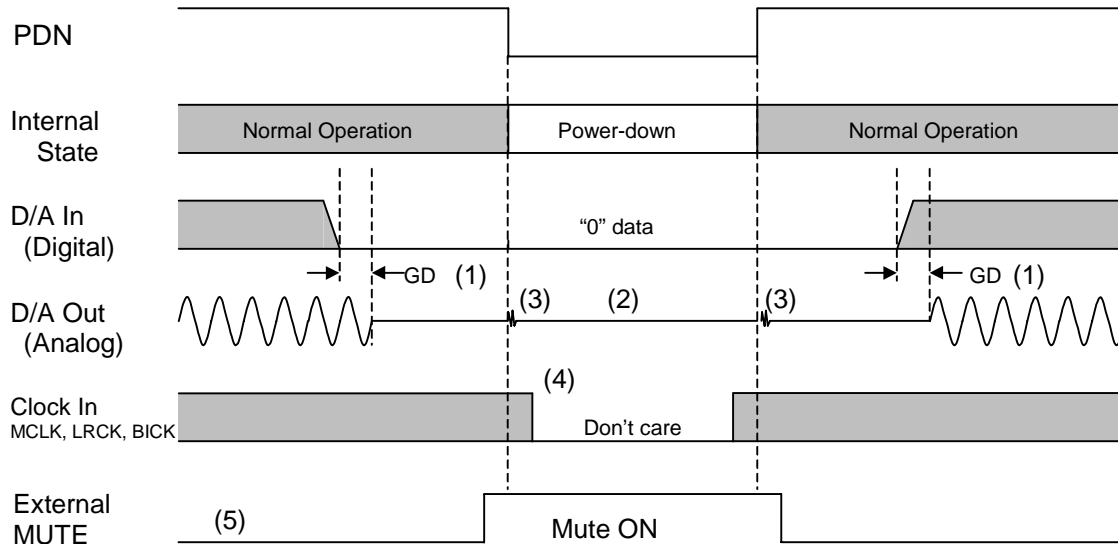 PDN
Internal
State
Normal Operation
Power-down
Normal Operation
D/A In
(Digital)
“0” data
GD (1)
GD (1)
D/A Out
(Analog)
(3)
(2)
(3)
Clock In
MCLK, LRCK, BICK
(4)
Don’t care
External
MUTE
(5)
Mute ON